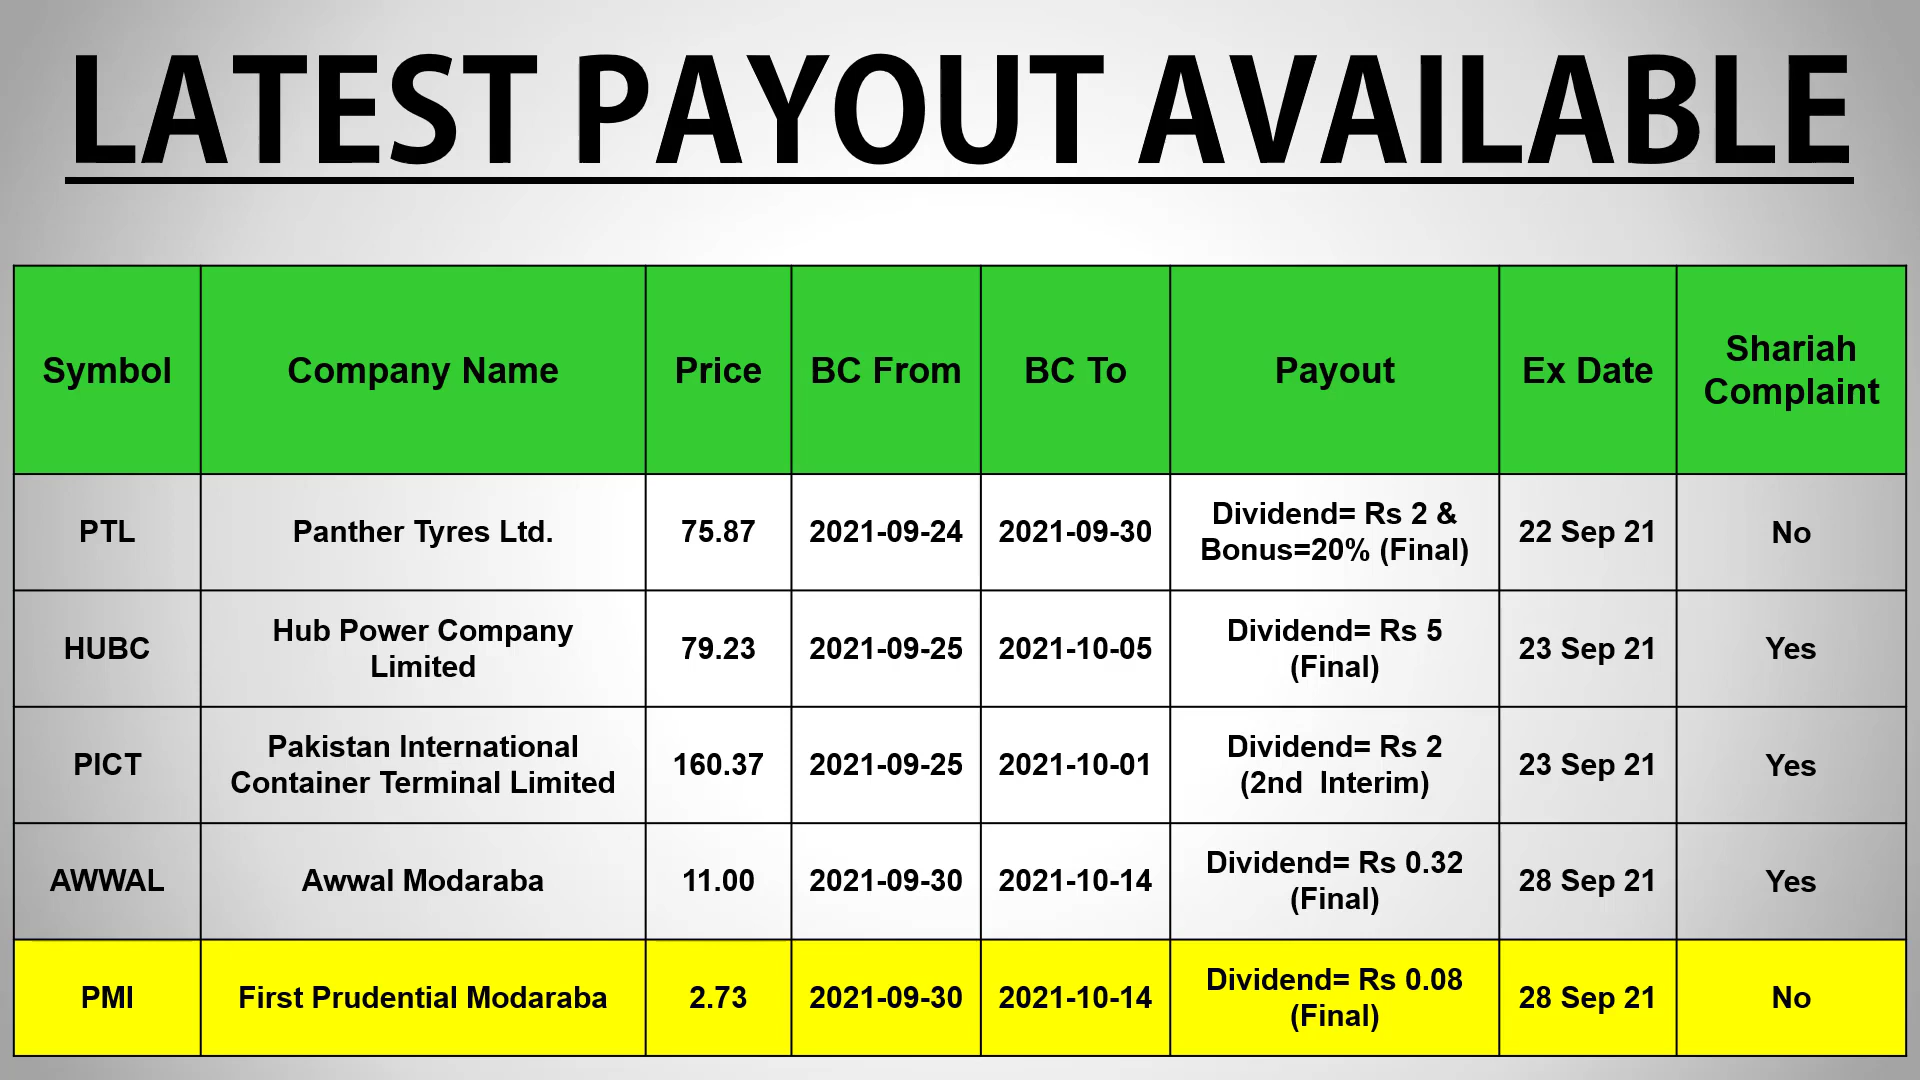 LATEST PAYOUT AVAILABLE
Symbol Company Name Price BC From BC To Payout Ex Date Shariah Complaint
PTL Panther Tyres Ltd. 75.87 2021-09-24 2021-09-30 Dividend= Rs 2 & Bonus=20% (Final) 22 Sep 21 No
HUBC Hub Power Company Limited 79.23 2021-09-25 2021-10-05 Dividend= Rs 5 (Final) 23 Sep 21 Yes
PICT Pakistan International Container Terminal Limited 160.37 2021-09-25 2021-10-01 Dividend= Rs 2 (2nd  Interim) 23 Sep 21 Yes
AWWAL Awwal Modaraba 11.00 2021-09-30 2021-10-14 Dividend= Rs 0.32 (Final) 28 Sep 21 Yes
PMI First Prudential Modaraba 2.73 2021-09-30 2021-10-14 Dividend= Rs 0.08 (Final) 28 Sep 21 No